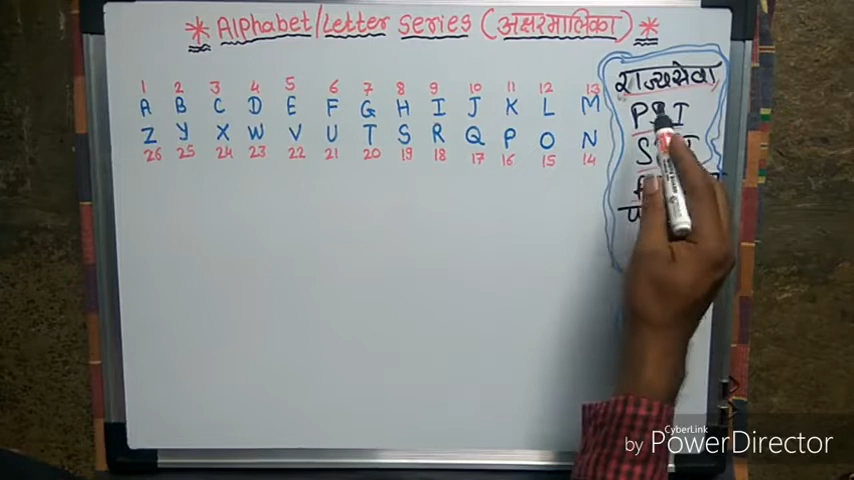 * Alphabet/Letter series (अक्षरमालिका) *
1 2 3 4 5 6 7 8 9 10 11 12 13
A B C D E F G H I J K L M
Z Y X W V U T S R Q P O N
26 25 24 23 22 21 20 19 18 17 16 15 14
राज्यसेवा
by CyberLink PowerDirector